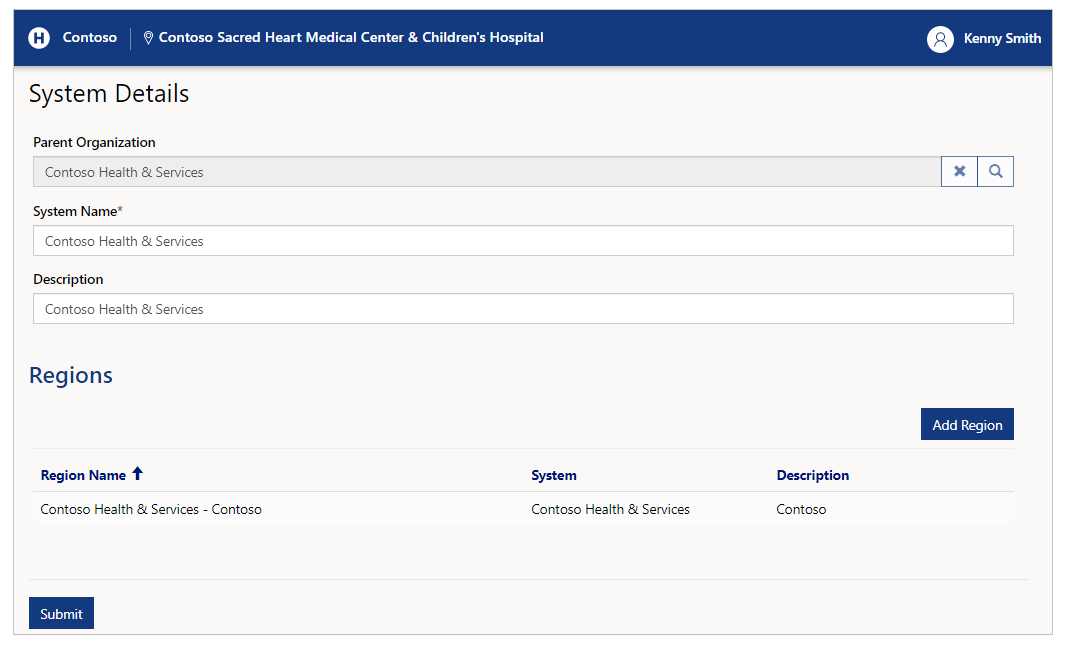 H Contoso Contoso Sacred Heart Medical Center & Children's Hospital Kenny Smith
System Details
Parent Organization
Contoso Health & Services
System Name*
Contoso Health & Services
Description
Contoso Health & Services
Regions
Add Region
Region Name System Description
Contoso Health & Services - Contoso Contoso Health & Services Contoso
Submit